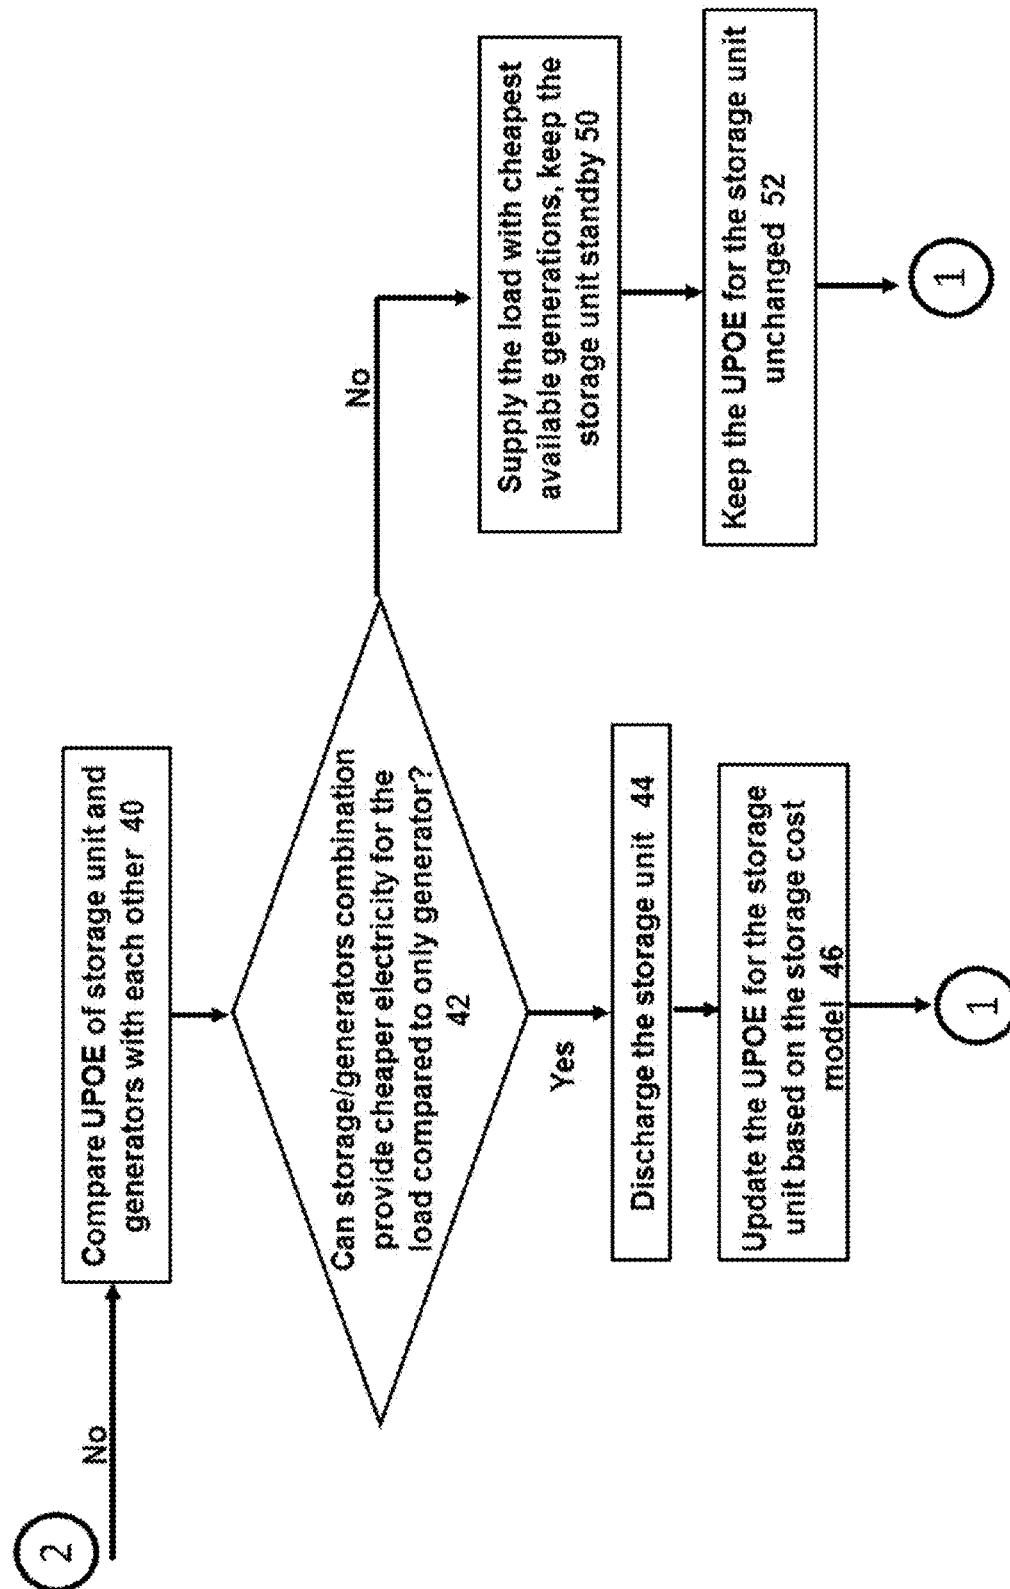 2
No
Compare UPOE of storage unit and
generators with each other 40
Can storage/generators combination
provide cheaper electricity for the
load compared to only generator?
42
Yes
Discharge the storage unit 44
Update the UPOE for the storage
unit based on the storage cost
model 46
1
No
Supply the load with cheapest
available generations, keep the
storage unit standby 50
Keep the UPOE for the storage unit
unchanged 52
1